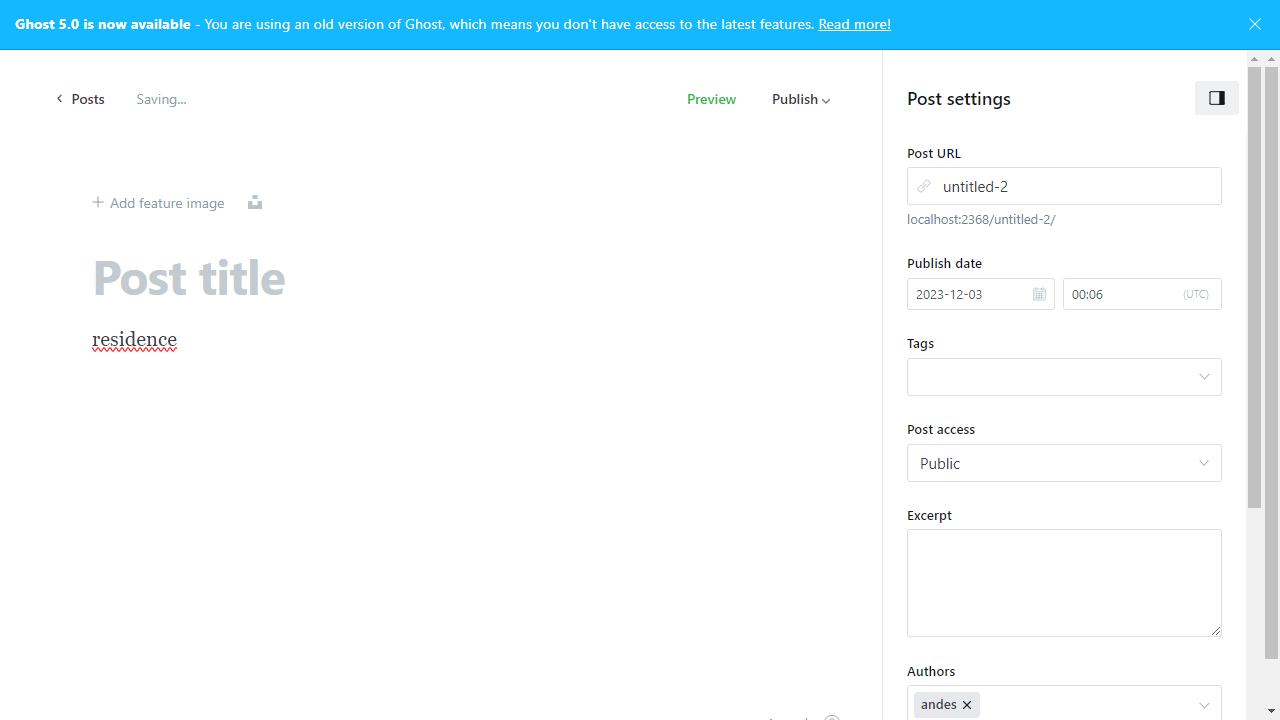 Ghost 5.0 is now available - You are using an old version of Ghost, which means you don't have access to the latest features. Read more!
Posts
Saving...
Preview
Publish
Add feature image
Post title
residence
Post settings
Post URL
untitled-2
localhost:2368/untitled-2/
Publish date
2023-12-03
00:06
(UTC)
Tags
Post access
Public
Excerpt
Authors
andes